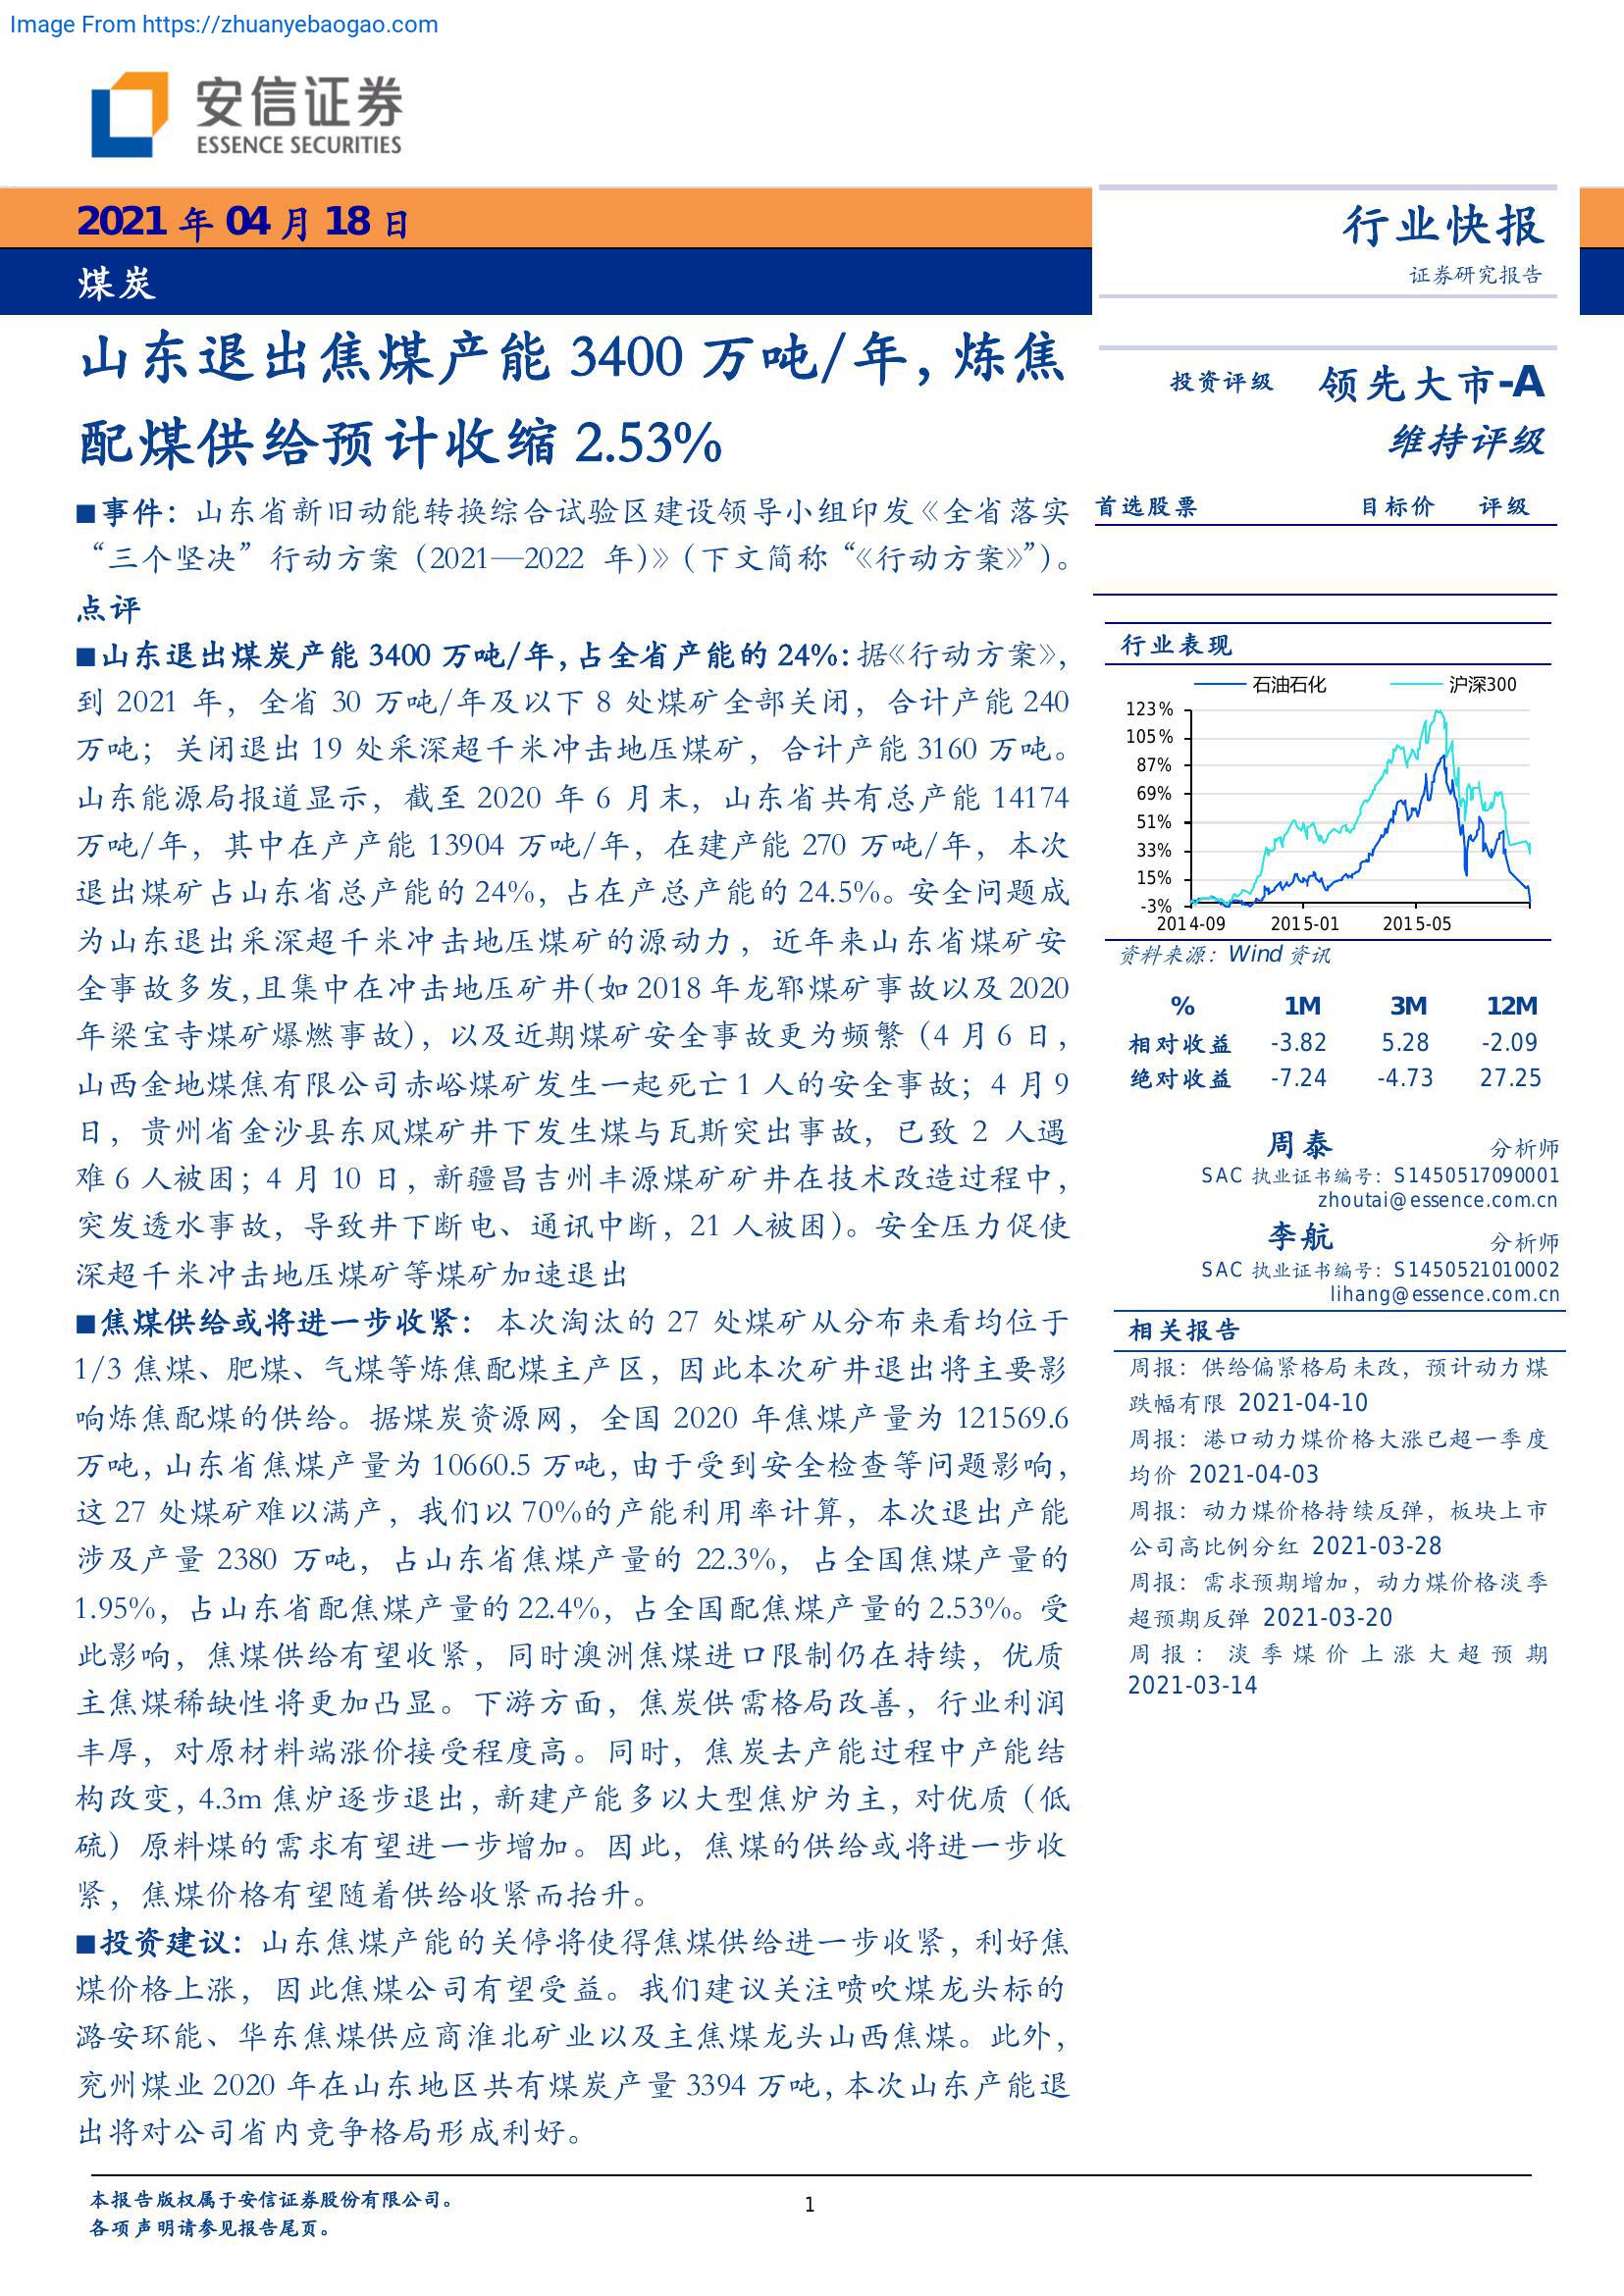 Image From https://zhuanyebaogao.com
安信证券
ESSENCE SECURITIES
2021 年 04 月 18 日
煤炭
行业快报
证券研究报告
山东退出焦煤产能 3400 万吨/年，炼焦
配煤供给预计收缩 2.53%
■事件：山东省新旧动能转换综合试验区建设领导小组印发《全省落实
“三个坚决”行动方案（2021—2022 年）》（下文简称“《行动方案》”）。
点评
■山东退出煤炭产能 3400 万吨/年，占全省产能的 24%：据《行动方案》，
到 2021 年，全省 30 万吨/年及以下 8 处煤矿全部关闭，合计产能 240
万吨；关闭退出 19 处采深超千米冲击地压煤矿，合计产能 3160 万吨。
山东能源局报道显示，截至 2020 年 6 月末，山东省共有总产能 14174
万吨/年，其中在产产能 13904 万吨/年，在建产能 270 万吨/年，本次
退出煤矿占山东省总产能的 24%，占在产总产能的 24.5%。安全问题成
为山东退出采深超千米冲击地压煤矿的源动力，近年来山东省煤矿安
全事故多发，且集中在冲击地压矿井（如 2018 年龙郓煤矿事故以及 2020
年梁宝寺煤矿爆燃事故），以及近期煤矿安全事故更为频繁（4 月 6 日，
山西金地煤焦有限公司赤峪煤矿发生一起死亡 1 人的安全事故；4 月 9
日，贵州省金沙县东风煤矿井下发生煤与瓦斯突出事故，已致 2 人遇
难 6 人被困；4 月 10 日，新疆昌吉州丰源煤矿矿井在技术改造过程中，
突发透水事故，导致井下断电、通讯中断，21 人被困）。安全压力促使
深超千米冲击地压煤矿等煤矿加速退出
■焦煤供给或将进一步收紧：本次淘汰的 27 处煤矿从分布来看均位于
1/3 焦煤、肥煤、气煤等炼焦配煤主产区，因此本次矿井退出将主要影
响炼焦配煤的供给。据煤炭资源网，全国 2020 年焦煤产量为 121569.6
万吨，山东省焦煤产量为 10660.5 万吨，由于受到安全检查等问题影响，
这 27 处煤矿难以满产，我们以 70%的产能利用率计算，本次退出产能
涉及产量 2380 万吨，占山东省焦煤产量的 22.3%，占全国焦煤产量的
1.95%，占山东省配焦煤产量的 22.4%，占全国配焦煤产量的 2.53%。受
此影响，焦煤供给有望收紧，同时澳洲焦煤进口限制仍在持续，优质
主焦煤稀缺性将更加凸显。下游方面，焦炭供需格局改善，行业利润
丰厚，对原材料端涨价接受程度高。同时，焦炭去产能过程中产能结
构改变，4.3m 焦炉逐步退出，新建产能多以大型焦炉为主，对优质（低
硫）原料煤的需求有望进一步增加。因此，焦煤的供给或将进一步收
紧，焦煤价格有望随着供给收紧而抬升。
■投资建议：山东焦煤产能的关停将使得焦煤供给进一步收紧，利好焦
煤价格上涨，因此焦煤公司有望受益。我们建议关注喷吹煤龙头标的
潞安环能、华东焦煤供应商淮北矿业以及主焦煤龙头山西焦煤。此外，
兖州煤业 2020 年在山东地区共有煤炭产量 3394 万吨，本次山东产能退
出将对公司省内竞争格局形成利好。
投资评级 领先大市-A
维持评级
首选股票 目标价 评级
行业表现
石油石化 沪深300
123%
105%
87%
69%
51%
33%
15%
-3%
2014-09 2015-01 2015-05
资料来源：Wind 资讯
% 1M 3M 12M
相对收益 -3.82 5.28 -2.09
绝对收益 -7.24 -4.73 27.25
周泰 分析师
SAC 执业证书编号：S1450517090001
zhoutai@essence.com.cn
李航 分析师
SAC 执业证书编号：S1450521010002
lihang@essence.com.cn
相关报告
周报：供给偏紧格局未改，预计动力煤
跌幅有限 2021-04-10
周报：港口动力煤价格大涨已超一季度
均价 2021-04-03
周报：动力煤价格持续反弹，板块上市
公司高比例分红 2021-03-28
周报：需求预期增加，动力煤价格淡季
超预期反弹 2021-03-20
周报：淡季煤价上涨大超预期
2021-03-14
本报告版权属于安信证券股份有限公司。
各项声明请参见报告尾页。
1